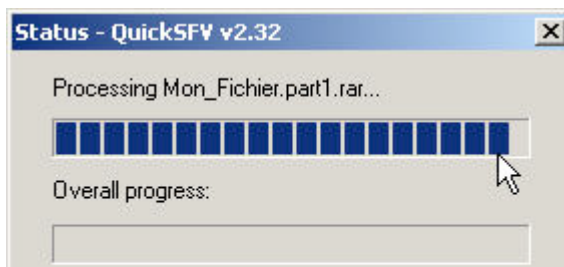 Status - QuickSFV v2.32
Processing Mon_Fichier.part1.rar...
Overall progress: